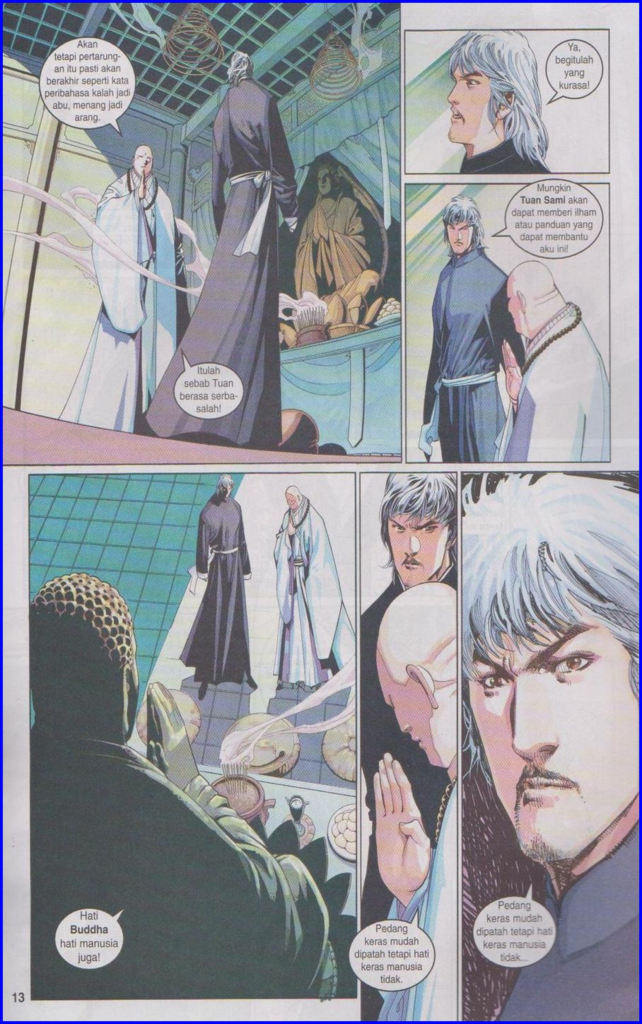 Akan
tetapi pertarung-
an itu pasti akan
berakhir seperti kata
peribahasa kalah jadi
abu, menang jadi
arang.
Itulah
sebab Tuan
berasa serba-
salah!
Ya,
begitulah
yang
kurasa!
Mungkin
Tuan Sami akan
dapat memberi ilham
atau panduan yang
dapat membantu
aku ini!
Hati
Buddha
hati manusia
juga!
Pedang
keras mudah
dipatah tetapi hati
keras manusia
tidak.
Pedang
keras mudah
dipatah tetapi hati
keras manusia
tidak...
13